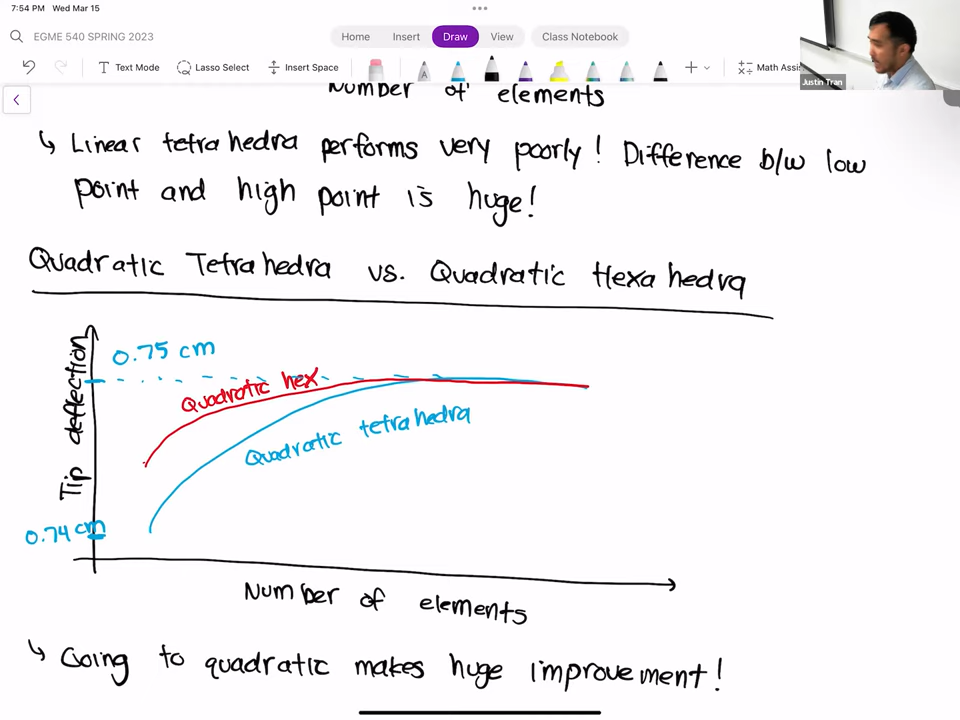 7:54 PM Wed Mar 15
EGME 540 SPRING 2023
Home Insert Draw View Class Notebook
Text Mode Lasso Select Insert Space Math Assis
Justin Tran
Number of elements
↳ Linear tetrahedra performs very poorly! Difference b/w low
point and high point is huge!
Quadratic Tetrahedra vs. Quadratic Hexahedra
Tip deflection
0.75 cm
Quadratic hex
Quadratic tetrahedra
0.74 cm
Number of elements
↳ Going to quadratic makes huge improvement!